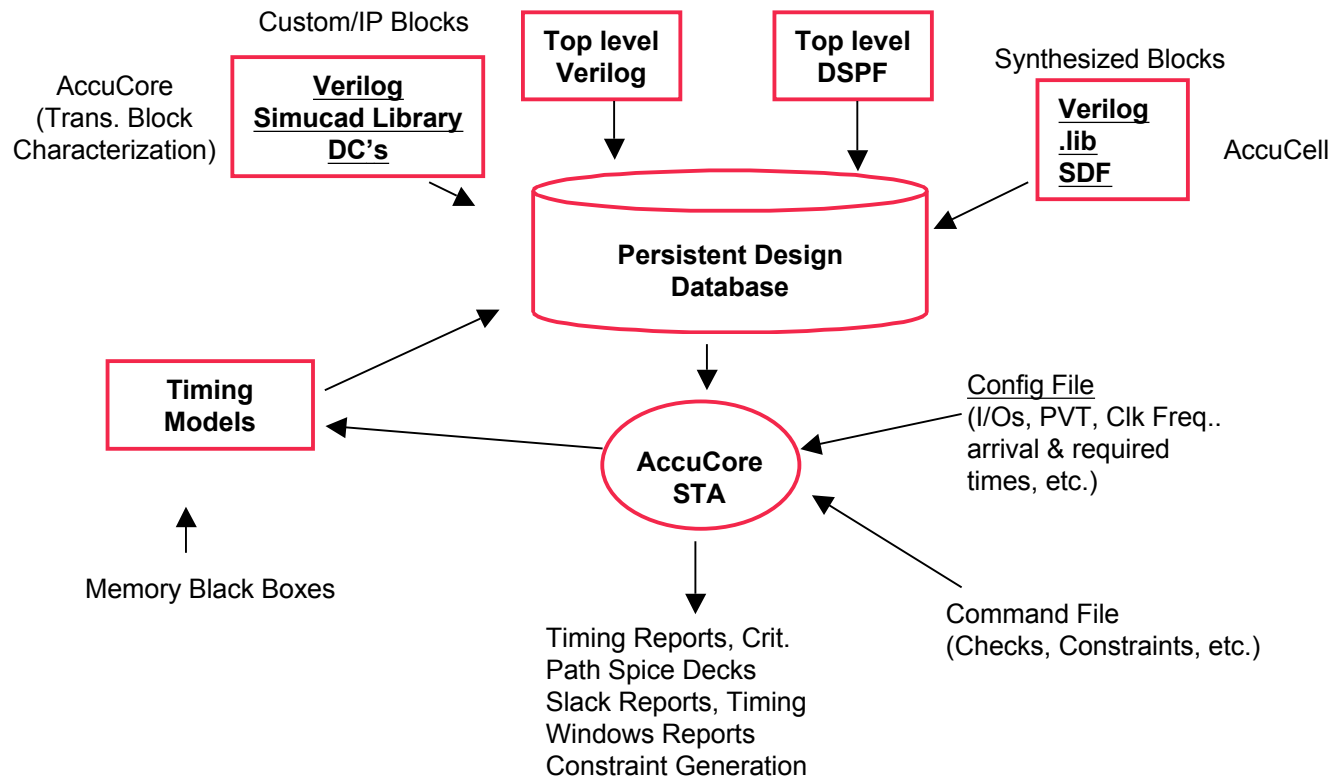 Custom/IP Blocks
Top level
Verilog
Top level
DSPF
Synthesized Blocks
AccuCore
(Trans. Block
Characterization)
Verilog
Simucad Library
DC's
Verilog
.lib
SDF
AccuCell
Persistent Design
Database
Timing
Models
AccuCore
STA
Config File
(I/Os, PVT, Clk Freq..
arrival & required
times, etc.)
Memory Black Boxes
Command File
(Checks, Constraints, etc.)
Timing Reports, Crit.
Path Spice Decks
Slack Reports, Timing
Windows Reports
Constraint Generation